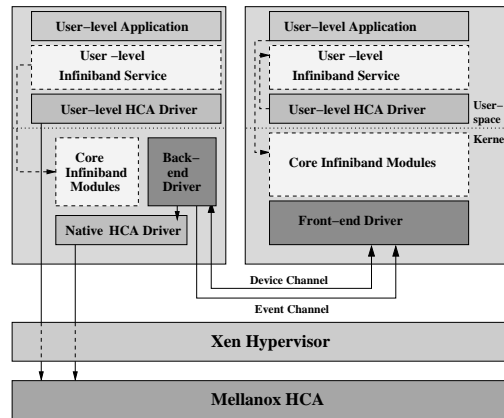 User-level Application
User -level
Infiniband Service
User-level HCA Driver
Core
Infiniband
Modules
Back-
end
Driver
Native HCA Driver
User-level Application
User -level
Infiniband Service
User-level HCA Driver
User-
space
Kerne
Core Infiniband Modules
Front-end Driver
Device Channel
Event Channel
Xen Hypervisor
Mellanox HCA